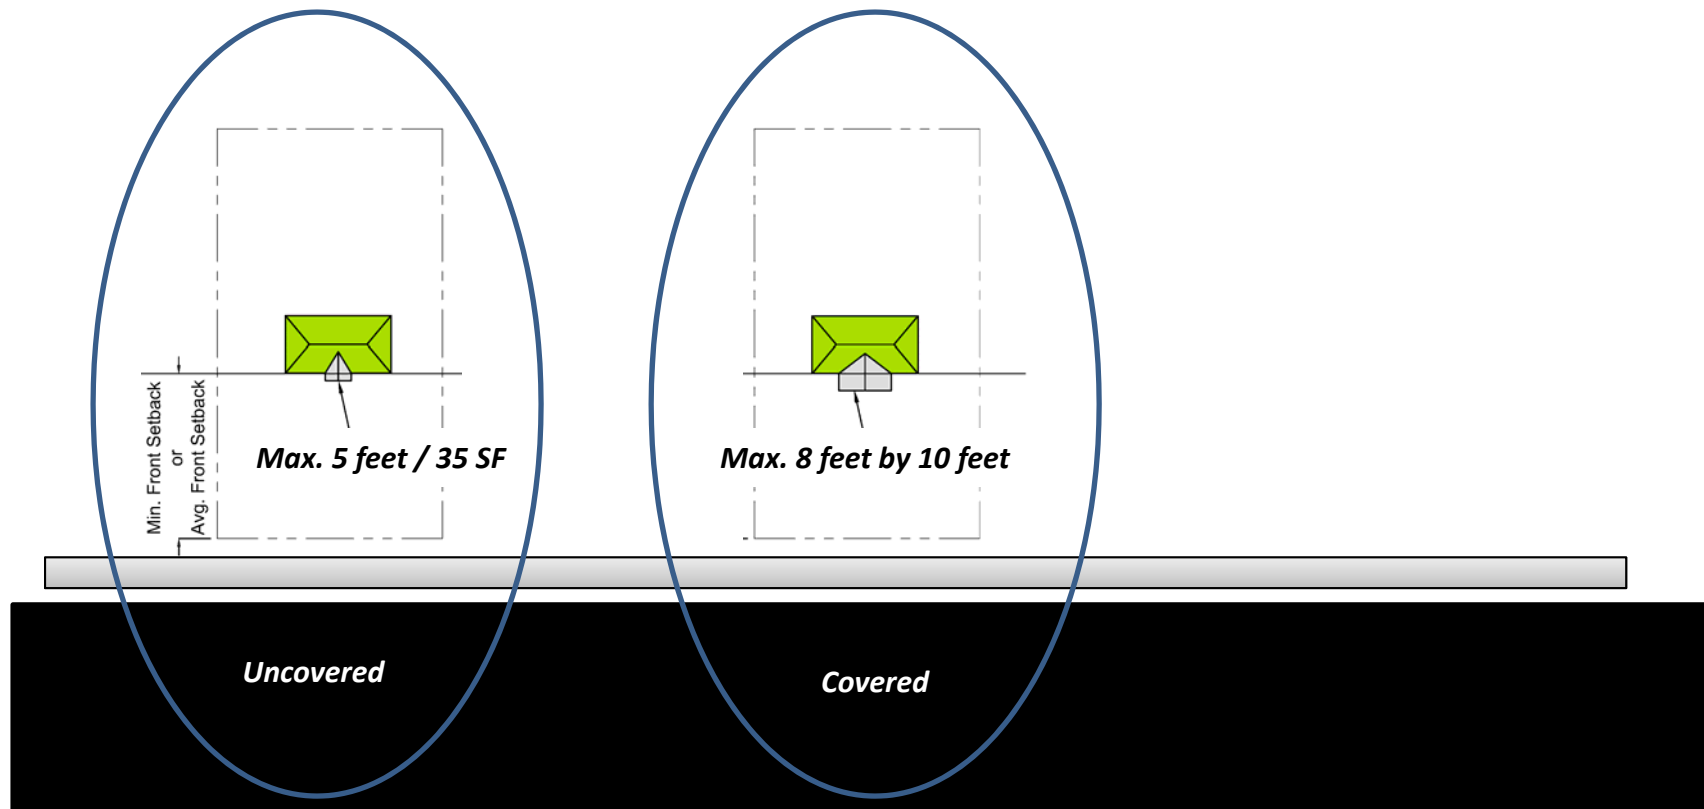 Min. Front Setback
or
Avg. Front Setback
Max. 5 feet / 35 SF
Max. 8 feet by 10 feet
Uncovered
Covered